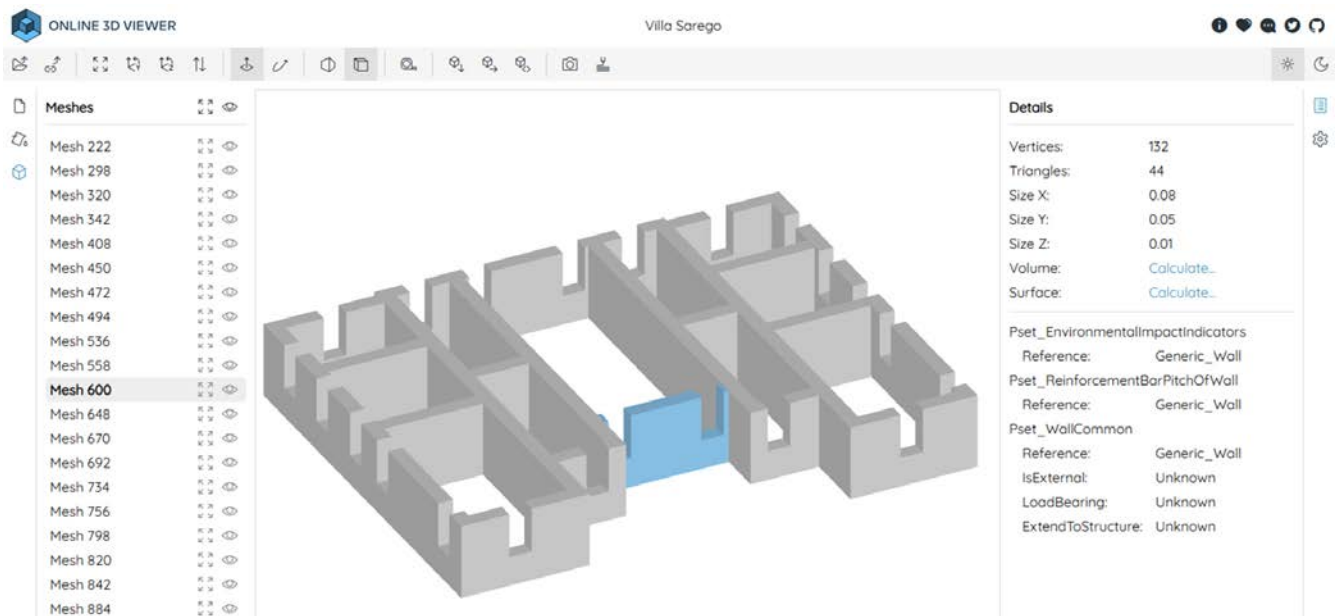 ONLINE 3D VIEWER
Villa Sarego
Meshes
Mesh 222
Mesh 298
Mesh 320
Mesh 342
Mesh 408
Mesh 450
Mesh 472
Mesh 494
Mesh 536
Mesh 558
Mesh 600
Mesh 648
Mesh 670
Mesh 692
Mesh 734
Mesh 756
Mesh 798
Mesh 820
Mesh 842
Mesh 884
Details
Vertices: 132
Triangles: 44
Size X: 0.08
Size Y: 0.05
Size Z: 0.01
Volume: Calculate...
Surface: Calculate...
Pset_EnvironmentalImpactIndicators
Reference: Generic_Wall
Pset_ReinforcementBarPitchOfWall
Reference: Generic_Wall
Pset_WallCommon
Reference: Generic_Wall
IsExternal: Unknown
LoadBearing: Unknown
ExtendToStructure: Unknown